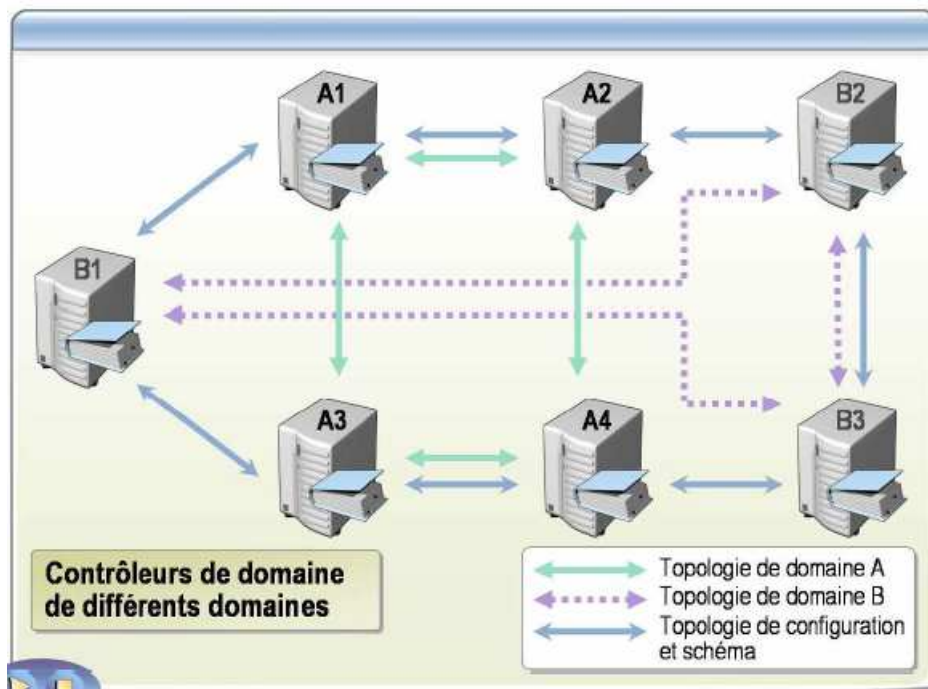 A1
A2
B2
B1
A3
A4
B3
Contrôleurs de domaine
de différents domaines
Topologie de domaine A
Topologie de domaine B
Topologie de configuration
et schéma